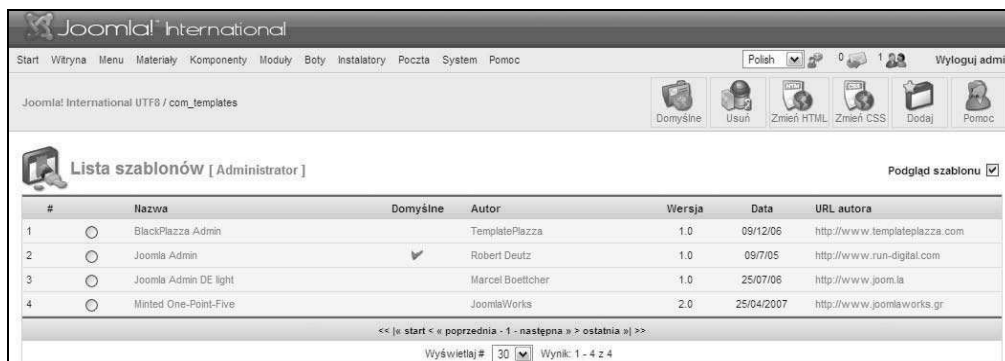 Joomla! International
Start Witryna Menu Materiały Komponenty Moduły Boty Instalatory Poczta System Pomoc Polish 0 1 Wyloguj admi
Joomla! International UTF8 / com_templates
Domyślne Usuń Zmień HTML Zmień CSS Dodaj Pomoc
Lista szablonów [ Administrator ] Podgląd szablonu
# Nazwa Domyślne Autor Wersja Data URL autora
1 BlackPlazza Admin TemplatePlazza 1.0 09/12/06 http://www.templateplazza.com
2 Joomla Admin Robert Deutz 1.0 09/7/05 http://www.run-digital.com
3 Joomla Admin DE light Marcel Boettcher 1.0 25/07/06 http://www.joom.la
4 Minted One-Point-Five JoomlaWorks 2.0 25/04/2007 http://www.joomlaworks.gr
<< |« start < « poprzednia - 1 - następna » > ostatnia »| >>
Wyświetlaj # 30 Wynik: 1 - 4 z 4